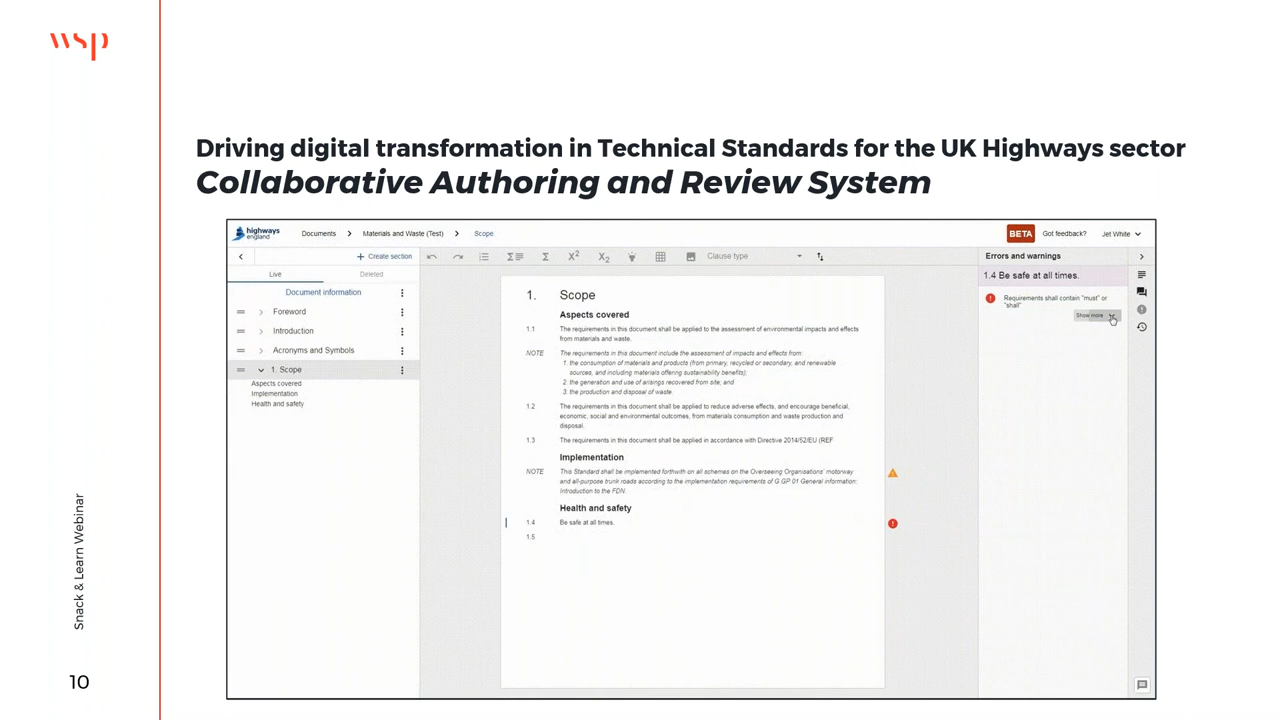 wsp
Driving digital transformation in Technical Standards for the UK Highways sector
Collaborative Authoring and Review System
highways
england
Documents > Materials and Waste (Test) > Scope
BETA Got feedback? Jet White
+ Create section
Live Deleted
Document information
Foreword
Introduction
Acronyms and Symbols
1. Scope
Aspects covered
Implementation
Health and safety
Σ Σ X² X₂ Clause type
1. Scope
Aspects covered
1.1 The requirements in this document shall be applied to the assessment of environmental impacts and effects
from materials and waste.
NOTE The requirements in this document include the assessment of impacts and effects from:
1. the consumption of materials and products (from primary, recycled or secondary, and renewable
sources, and including materials offering sustainability benefits);
2. the generation and use of arisings recovered from site; and
3. the production and disposal of waste.
1.2 The requirements in this document shall be applied to reduce adverse effects, and encourage beneficial,
economic, social and environmental outcomes, from materials consumption and waste production and
disposal.
1.3 The requirements in this document shall be applied in accordance with Directive 2014/52/EU (REF
Implementation
NOTE This Standard shall be implemented forthwith on all schemes on the Overseeing Organisations' motorway
and all-purpose trunk roads according to the implementation requirements of G.GP 01 General information:
Introduction to the FDN.
Health and safety
1.4 Be safe at all times.
1.5
Errors and warnings
1.4 Be safe at all times.
Requirements shall contain "must" or
"shall"
Show more
Snack & Learn Webinar
10